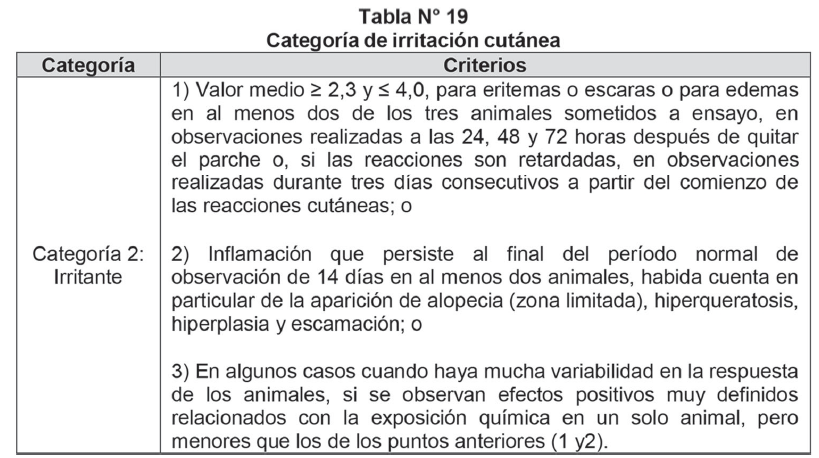 Tabla N° 19
Categoría de irritación cutánea
Categoría
Criterios
1) Valor medio ≥ 2,3 y ≤ 4,0, para eritemas o escaras o para edemas
en al menos dos de los tres animales sometidos a ensayo, en
observaciones realizadas a las 24, 48 y 72 horas después de quitar
el parche o, si las reacciones son retardadas, en observaciones
realizadas durante tres días consecutivos a partir del comienzo de
las reacciones cutáneas; o
Categoría 2:
Irritante
2) Inflamación que persiste al final del período normal de
observación de 14 días en al menos dos animales, habida cuenta en
particular de la aparición de alopecia (zona limitada), hiperqueratosis,
hiperplasia y escamación; o
3) En algunos casos cuando haya mucha variabilidad en la respuesta
de los animales, si se observan efectos positivos muy definidos
relacionados con la exposición química en un solo animal, pero
menores que los de los puntos anteriores (1 y2).